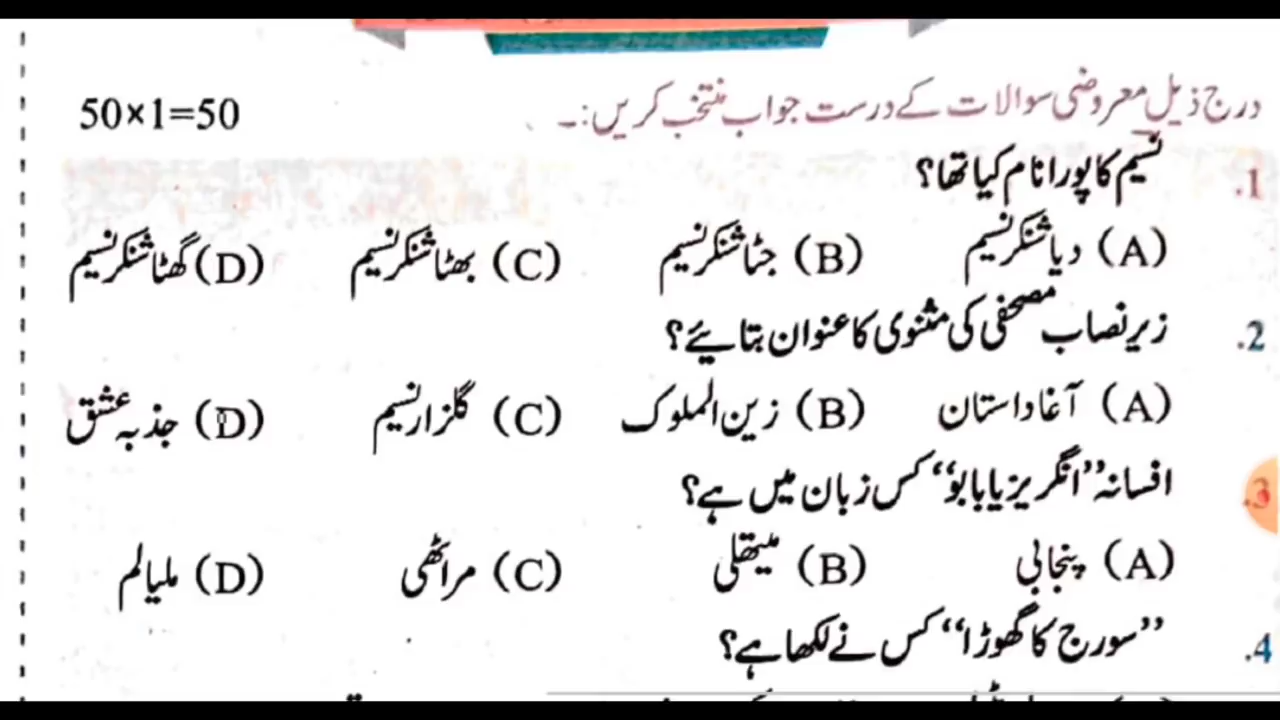 درج ذیل معروضی سوالات کے درست جواب منتخب کریں:۔ 50×1=50
1. نسیم کا پورا نام کیا تھا؟
(A) دیا شنکر نسیم (B) جٹا شنکر نسیم (C) بھٹا شنکر نسیم (D) گھٹا شنکر نسیم
2. زیر نصاب مصحفی کی مثنوی کا عنوان بتائیے؟
(A) آغا داستان (B) زین الملوک (C) گلزار نسیم (D) جذبہ عشق
3. افسانہ ”انگریزیا بابو“ کس زبان میں ہے؟
(A) پنجابی (B) میتھلی (C) مراٹھی (D) ملیالم
4. ”سورج کا گھوڑا“ کس نے لکھا ہے؟